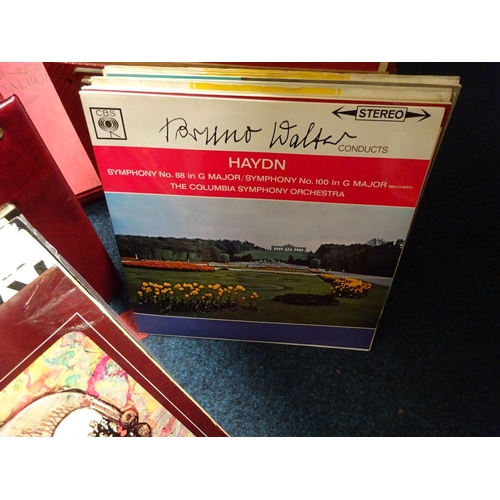 ALBUM
CBS
STEREO
Bruno Walter
CONDUCTS
HAYDN
SYMPHONY No. 88 in G MAJOR/SYMPHONY No. 100 in G MAJOR (MILITARY)
THE COLUMBIA SYMPHONY ORCHESTRA